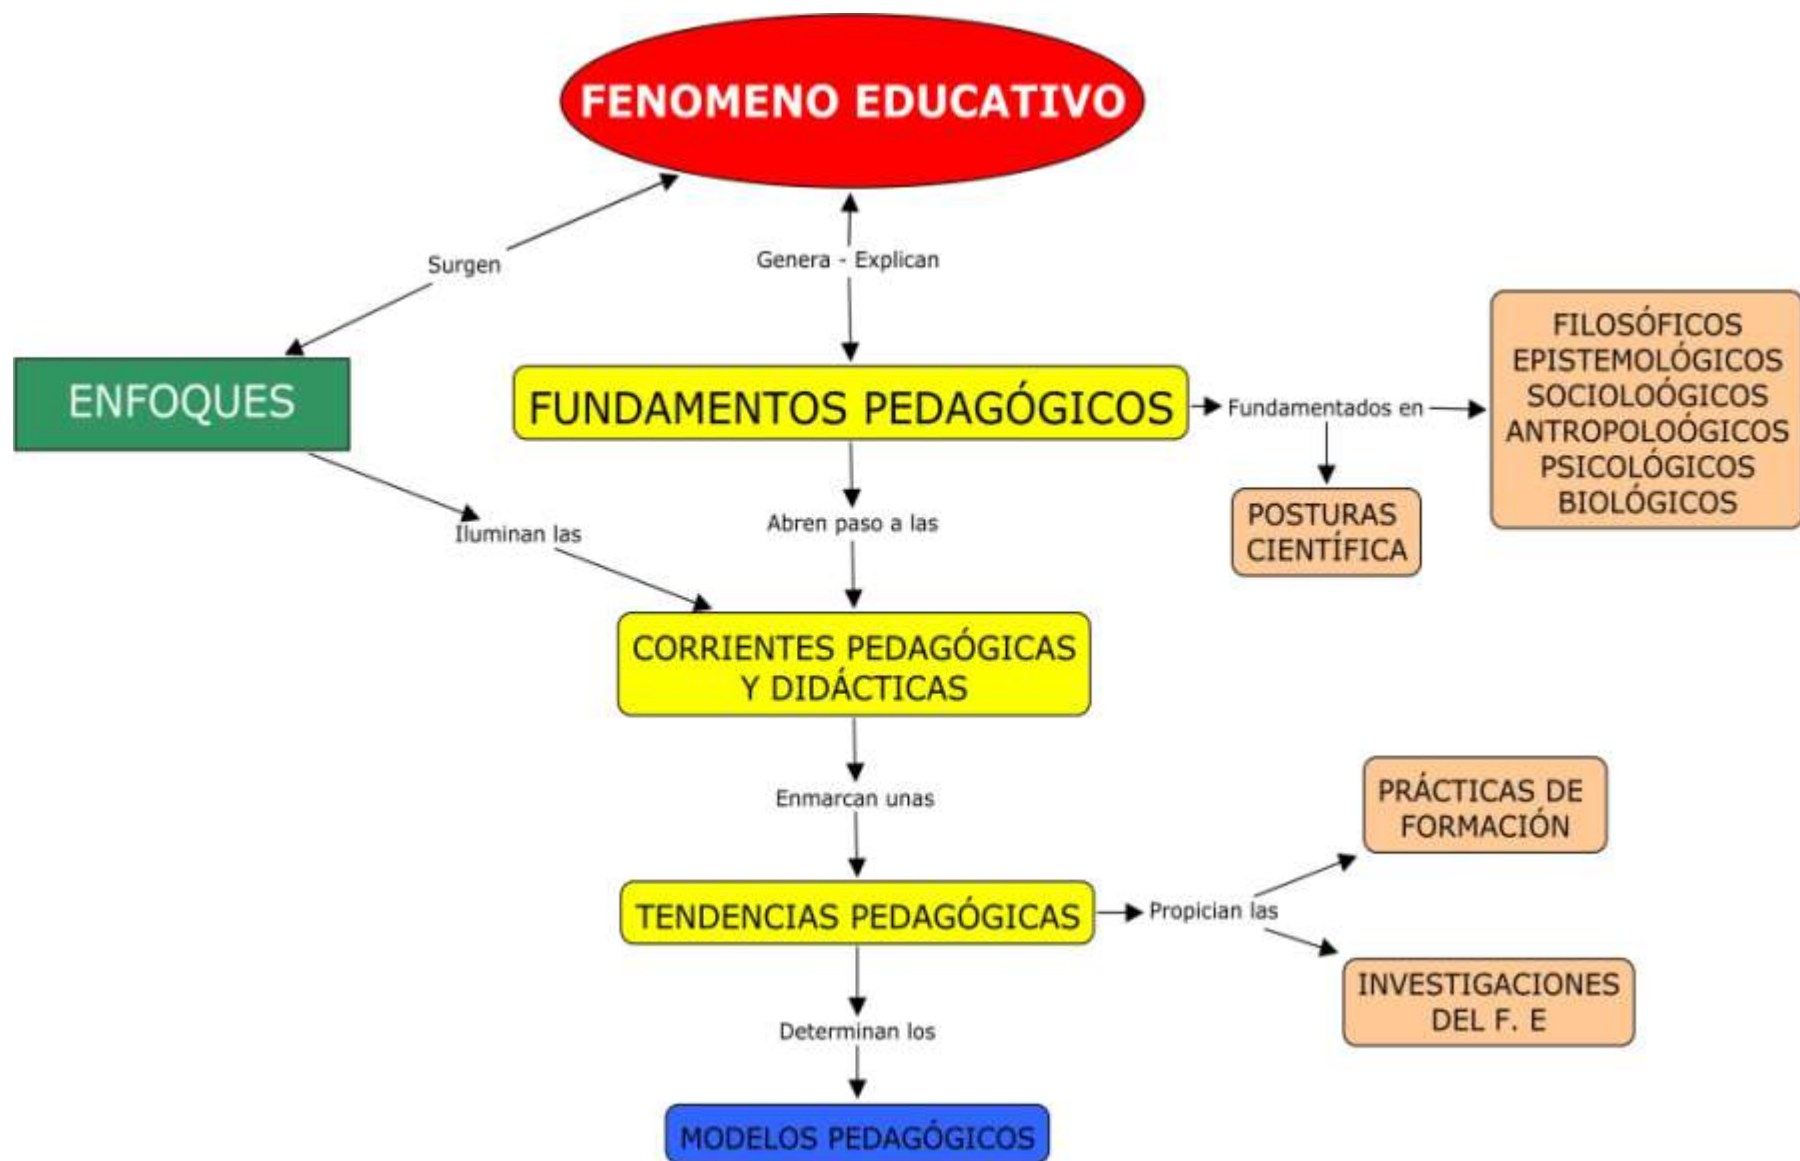 FENOMENO EDUCATIVO
Surgen
Genera - Explican
ENFOQUES
FUNDAMENTOS PEDAGÓGICOS
Fundamentados en
FILOSÓFICOS
EPISTEMOLÓGICOS
SOCIOLOÓGICOS
ANTROPOLOÓGICOS
PSICOLÓGICOS
BIOLÓGICOS
POSTURAS
CIENTÍFICA
Iluminan las
Abren paso a las
CORRIENTES PEDAGÓGICAS
Y DIDÁCTICAS
Enmarcan unas
TENDENCIAS PEDAGÓGICAS
Propician las
PRÁCTICAS DE
FORMACIÓN
INVESTIGACIONES
DEL F. E
Determinan los
MODELOS PEDAGÓGICOS